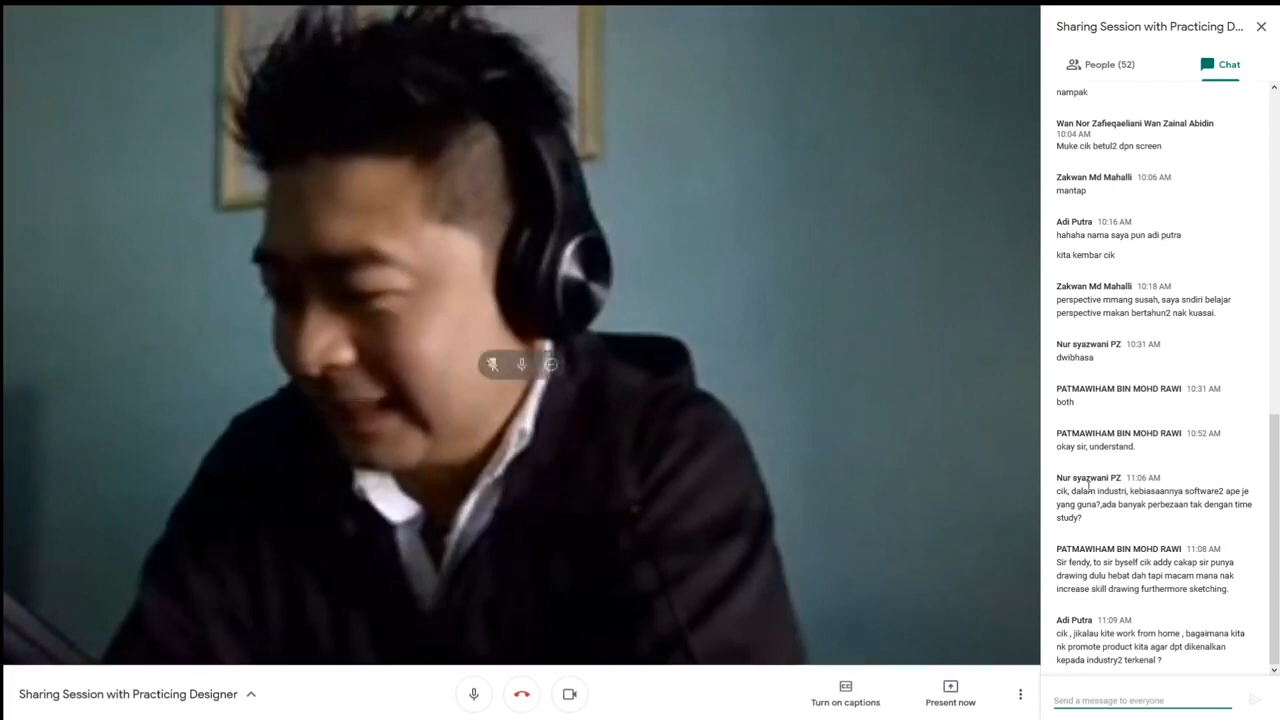 Sharing Session with Practicing D...
People (52)
Chat
nampak
Wan Nor Zafieqaeliani Wan Zainal Abidin
10:04 AM
Muke cik betul2 dpn screen
Zakwan Md Mahalli 10:06 AM
mantap
Adi Putra 10:16 AM
hahaha nama saya pun adi putra
kita kembar cik
Zakwan Md Mahalli 10:18 AM
perspective mmang susah, saya sndiri belajar
perspective makan bertahun2 nak kuasai.
Nur syazwani PZ 10:31 AM
dwibhasa
PATMAWIHAM BIN MOHD RAWI 10:31 AM
both
PATMAWIHAM BIN MOHD RAWI 10:52 AM
okay sir, understand.
Nur syazwani PZ 11:06 AM
cik, dalam industri, kebiasaannya software2 ape je
yang guna?,ada banyak perbezaan tak dengan time
study?
PATMAWIHAM BIN MOHD RAWI 11:08 AM
Sir fendy, to sir byself cik addy cakap sir punya
drawing dulu hebat dah tapi macam mana nak
increase skill drawing furthermore sketching.
Adi Putra 11:09 AM
cik , jikalau kite work from home , bagaimana kita
nk promote product kita agar dpt dikenalkan
kepada industry2 terkenal ?
Send a message to everyone
Sharing Session with Practicing Designer
Turn on captions
Present now